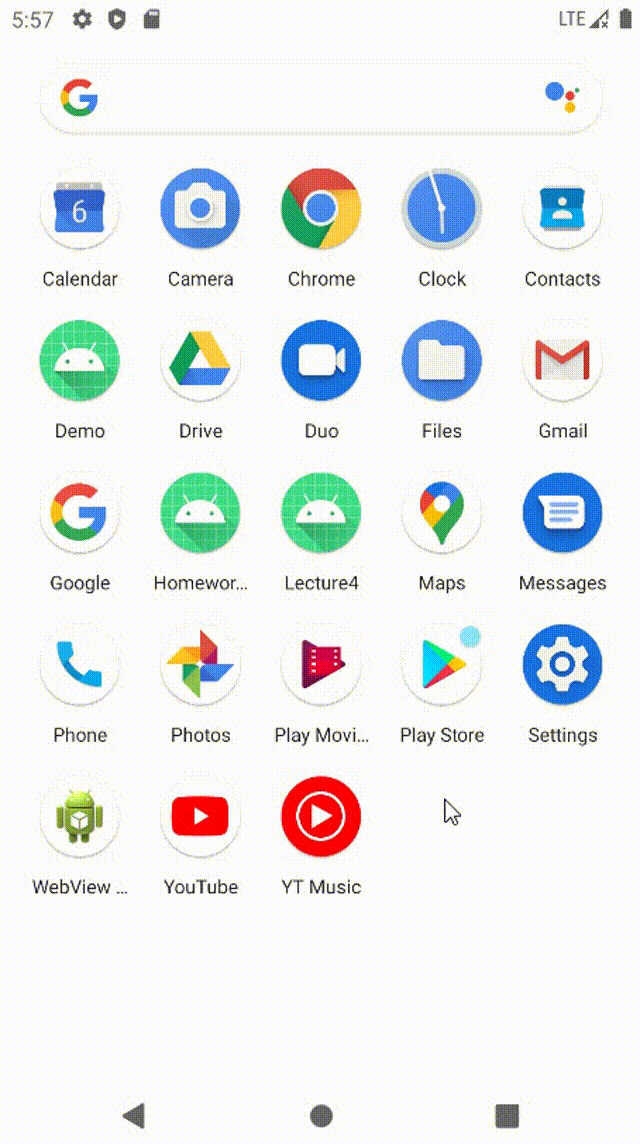 5:57 LTE
6
Calendar Camera Chrome Clock Contacts
Demo Drive Duo Files Gmail
Google Homewor... Lecture4 Maps Messages
Phone Photos Play Movi... Play Store Settings
WebView ... YouTube YT Music